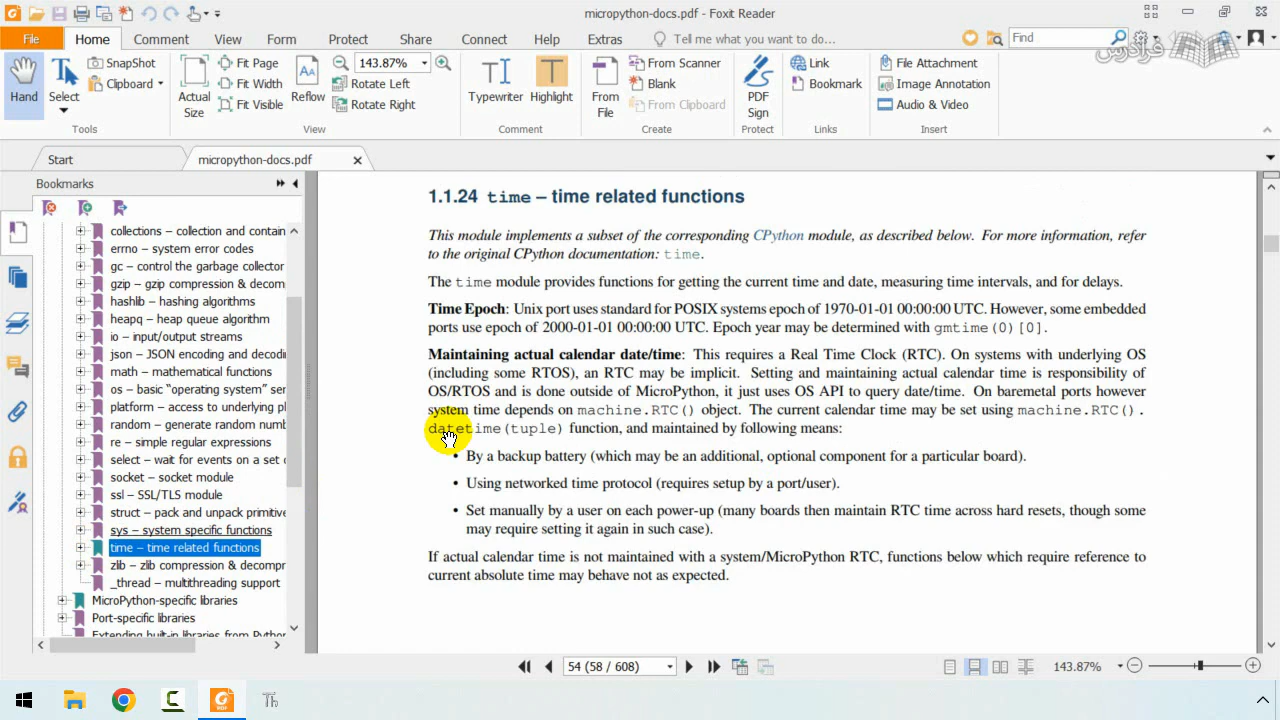 micropython-docs.pdf - Foxit Reader
File Home Comment View Form Protect Share Connect Help Extras Tell me what you want to do... Find
فرادرس
Hand
Select
SnapShot
Clipboard
Tools
Actual Size
Fit Page
Fit Width
Fit Visible
Reflow
143.87%
Rotate Left
Rotate Right
View
Typewriter
Highlight
Comment
From File
From Scanner
Blank
From Clipboard
Create
PDF Sign
Protect
Link
Bookmark
Links
File Attachment
Image Annotation
Audio & Video
Insert
Start
micropython-docs.pdf
Bookmarks
collections – collection and contain
errno – system error codes
gc – control the garbage collector
gzip – gzip compression & decom
hashlib – hashing algorithms
heapq – heap queue algorithm
io – input/output streams
json – JSON encoding and decodi
math – mathematical functions
os – basic "operating system" ser
platform – access to underlying p
random – generate random numb
re – simple regular expressions
select – wait for events on a set o
socket – socket module
ssl – SSL/TLS module
struct – pack and unpack primitive
sys – system specific functions
time – time related functions
zlib – zlib compression & decompr
_thread – multithreading support
MicroPython-specific libraries
Port-specific libraries
Extending built-in libraries from Python
1.1.24 time – time related functions
This module implements a subset of the corresponding CPython module, as described below. For more information, refer
to the original CPython documentation: time.
The time module provides functions for getting the current time and date, measuring time intervals, and for delays.
Time Epoch: Unix port uses standard for POSIX systems epoch of 1970-01-01 00:00:00 UTC. However, some embedded
ports use epoch of 2000-01-01 00:00:00 UTC. Epoch year may be determined with gmtime(0)[0].
Maintaining actual calendar date/time: This requires a Real Time Clock (RTC). On systems with underlying OS
(including some RTOS), an RTC may be implicit. Setting and maintaining actual calendar time is responsibility of
OS/RTOS and is done outside of MicroPython, it just uses OS API to query date/time. On baremetal ports however
system time depends on machine.RTC() object. The current calendar time may be set using machine.RTC().
datetime(tuple) function, and maintained by following means:
• By a backup battery (which may be an additional, optional component for a particular board).
• Using networked time protocol (requires setup by a port/user).
• Set manually by a user on each power-up (many boards then maintain RTC time across hard resets, though some
may require setting it again in such case).
If actual calendar time is not maintained with a system/MicroPython RTC, functions below which require reference to
current absolute time may behave not as expected.
54 (58 / 608)
143.87%